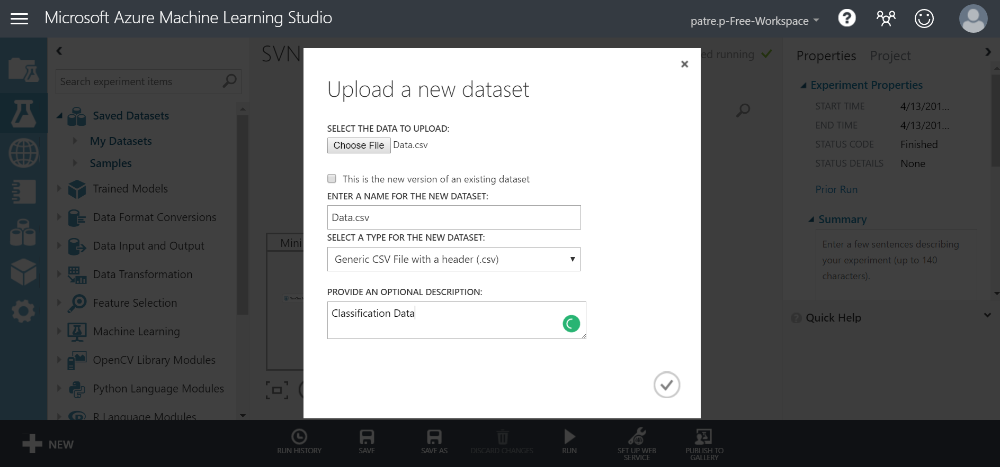 Microsoft Azure Machine Learning Studio
patre.p-Free-Workspace
?
SVN
ed running
Properties
Project
Search experiment items
Saved Datasets
My Datasets
Samples
Trained Models
Data Format Conversions
Data Input and Output
Data Transformation
Feature Selection
Machine Learning
OpenCV Library Modules
Python Language Modules
R Language Modules
Mini
Upload a new dataset
SELECT THE DATA TO UPLOAD:
Choose File Data.csv
This is the new version of an existing dataset
ENTER A NAME FOR THE NEW DATASET:
Data.csv
SELECT A TYPE FOR THE NEW DATASET:
Generic CSV File with a header (.csv)
PROVIDE AN OPTIONAL DESCRIPTION:
Classification Data
Experiment Properties
START TIME 4/13/201...
END TIME 4/13/201...
STATUS CODE Finished
STATUS DETAILS None
Prior Run
Summary
Enter a few sentences describing
your experiment (up to 140
characters).
? Quick Help
NEW
RUN HISTORY
SAVE
SAVE AS
DISCARD CHANGES
RUN
SET UP WEB
SERVICE
PUBLISH TO
GALLERY